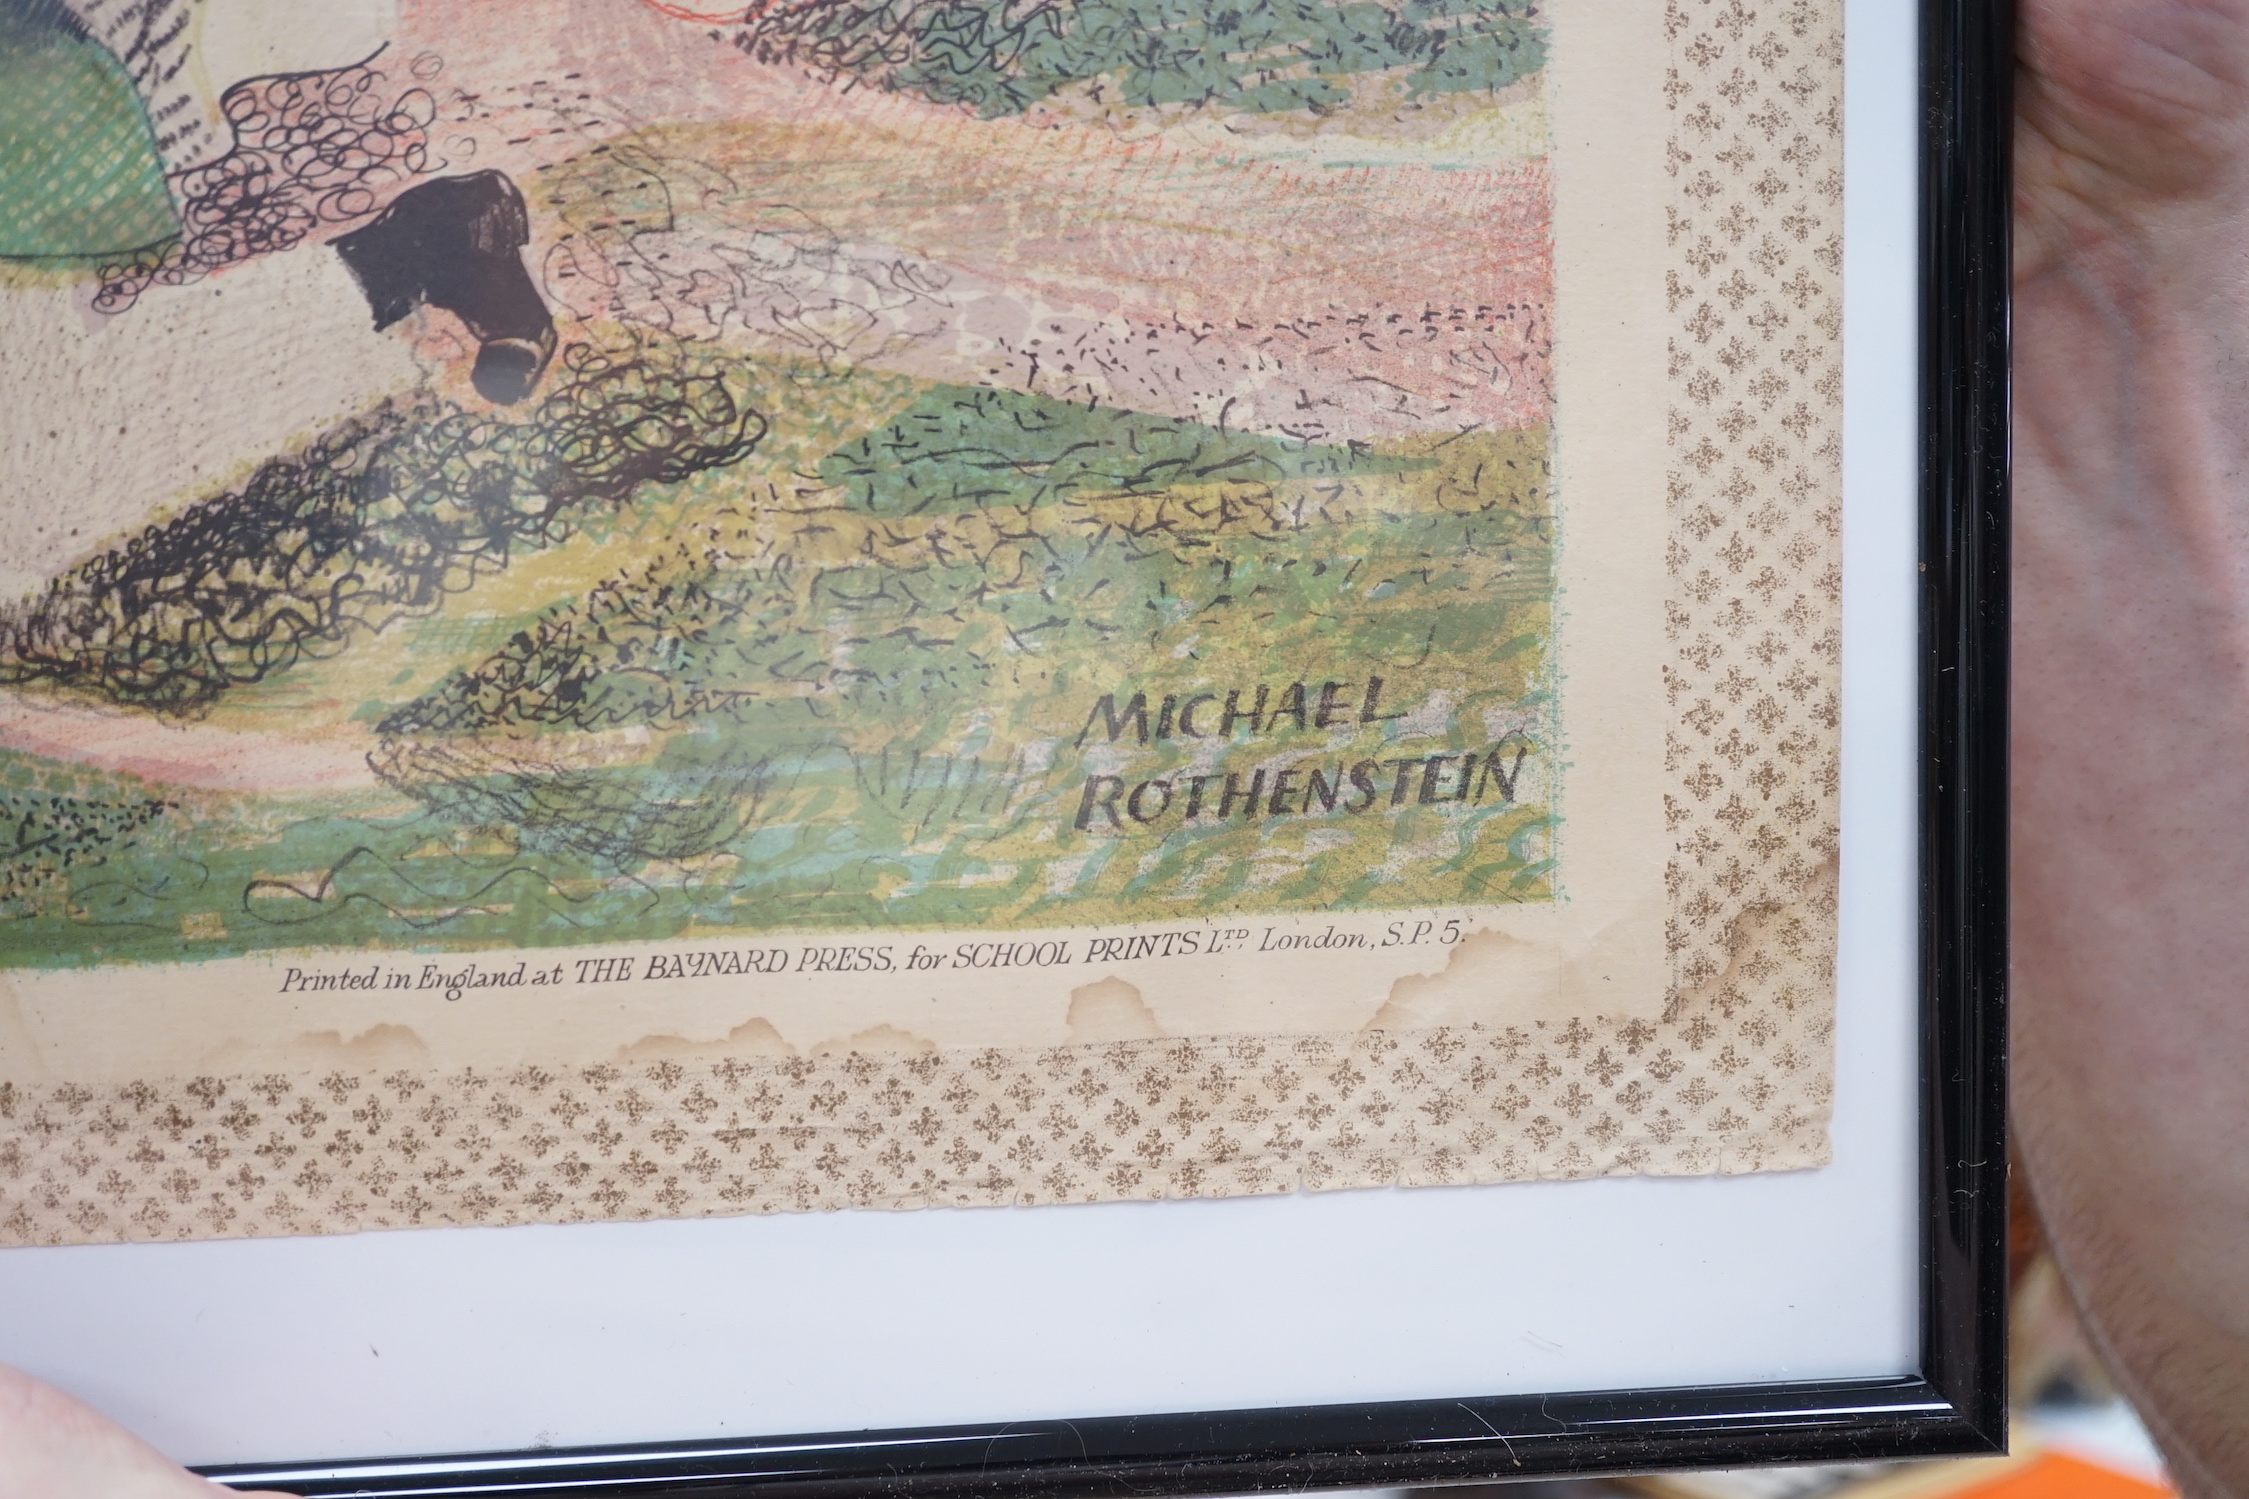 MICHAEL
ROTHENSTEIN
Printed in England at THE BAYNARD PRESS, for SCHOOL PRINTS LTD London, S.P. 5.